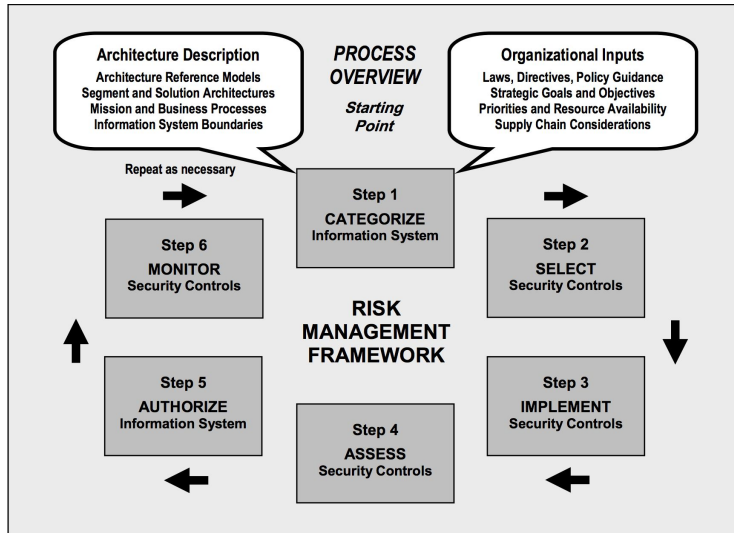 Architecture Description
Architecture Reference Models
Segment and Solution Architectures
Mission and Business Processes
Information System Boundaries
PROCESS
OVERVIEW
Starting
Point
Organizational Inputs
Laws, Directives, Policy Guidance
Strategic Goals and Objectives
Priorities and Resource Availability
Supply Chain Considerations
Repeat as necessary
Step 1
CATEGORIZE
Information System
Step 2
SELECT
Security Controls
Step 3
IMPLEMENT
Security Controls
Step 4
ASSESS
Security Controls
Step 5
AUTHORIZE
Information System
Step 6
MONITOR
Security Controls
RISK
MANAGEMENT
FRAMEWORK